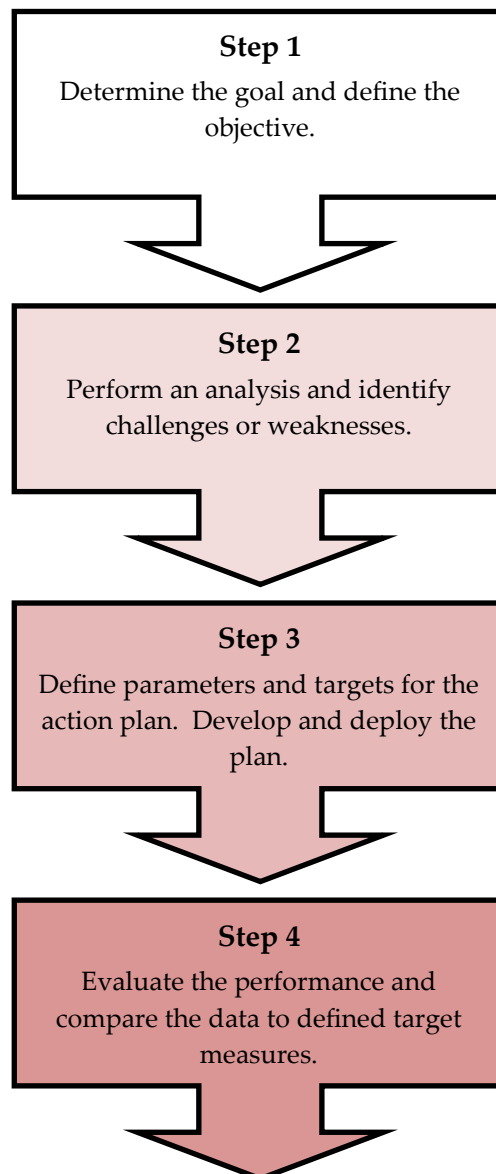 Step 1
Determine the goal and define the
objective.
Step 2
Perform an analysis and identify
challenges or weaknesses.
Step 3
Define parameters and targets for the
action plan.  Develop and deploy the
plan.
Step 4
Evaluate the performance and
compare the data to defined target
measures.